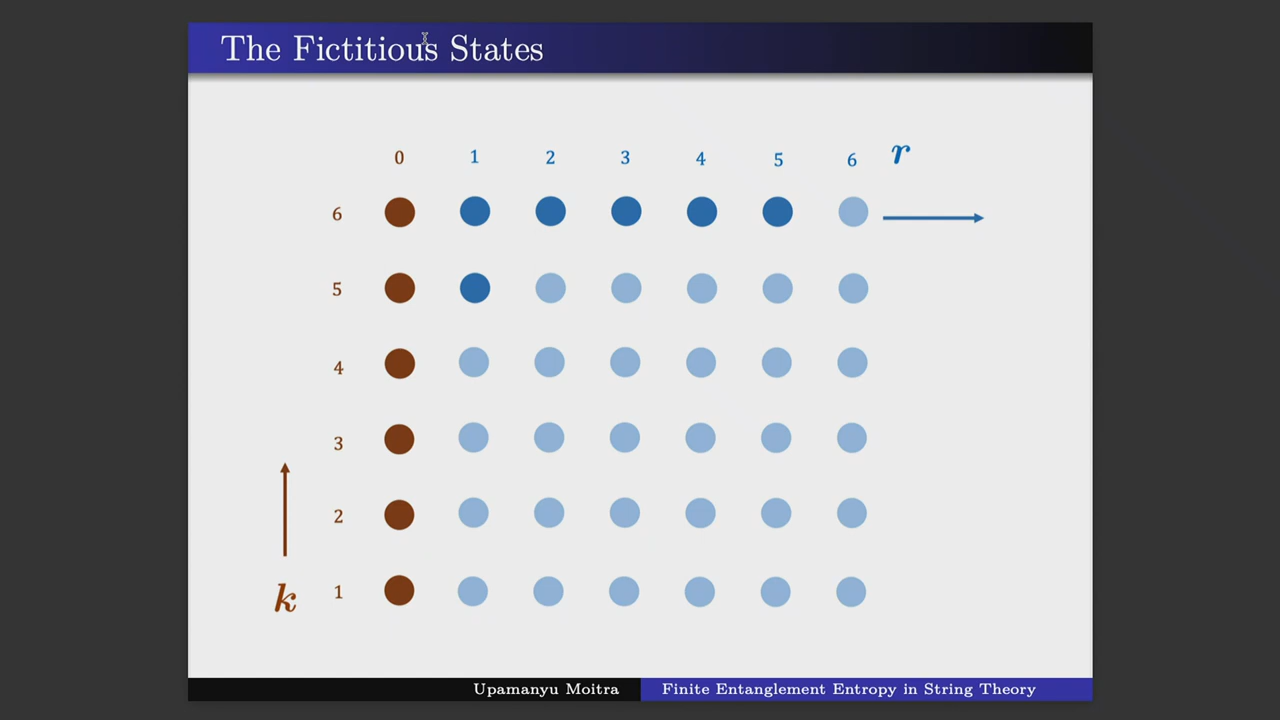 The Fictitious States
0 1 2 3 4 5 6 r
6
5
4
3
2
1
k
Upamanyu Moitra Finite Entanglement Entropy in String Theory